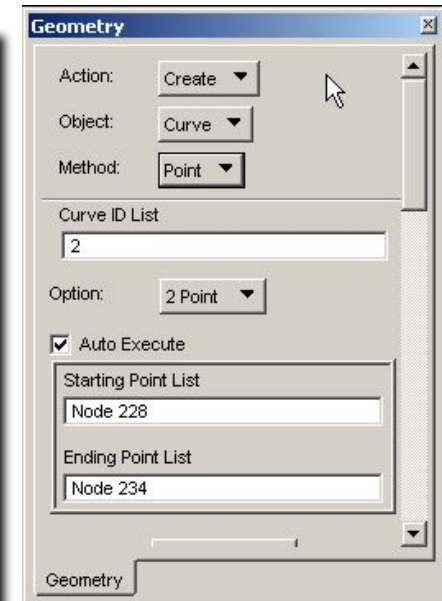 Geometry
Action: Create
Object: Curve
Method: Point
Curve ID List
2
Option: 2 Point
Auto Execute
Starting Point List
Node 228
Ending Point List
Node 234
Geometry